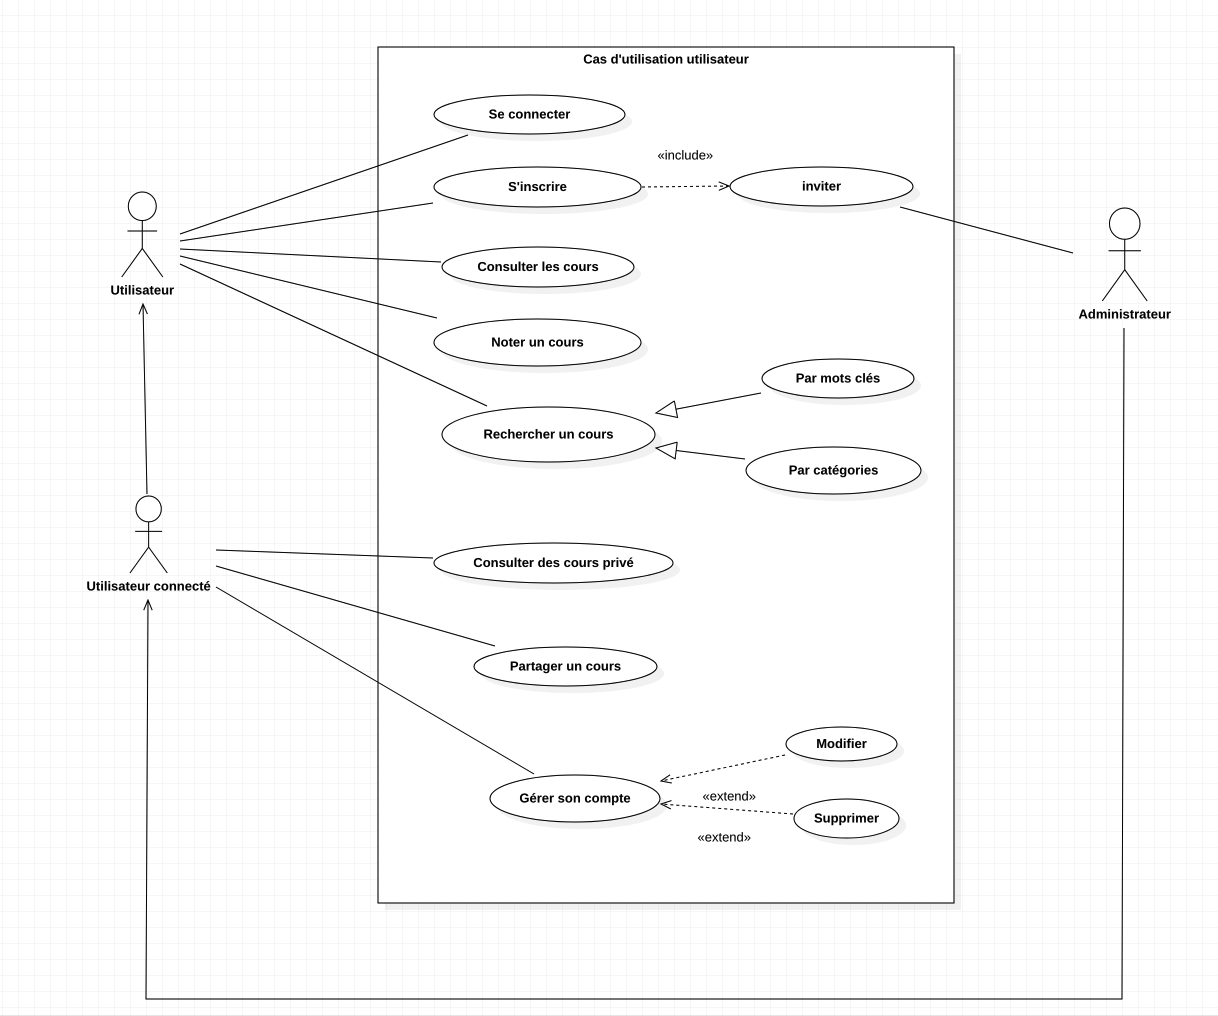 Cas d'utilisation utilisateur
Se connecter
«include»
S'inscrire
inviter
Consulter les cours
Utilisateur
Administrateur
Noter un cours
Par mots clés
Rechercher un cours
Par catégories
Consulter des cours privé
Utilisateur connecté
Partager un cours
Modifier
Gérer son compte
«extend»
Supprimer
«extend»